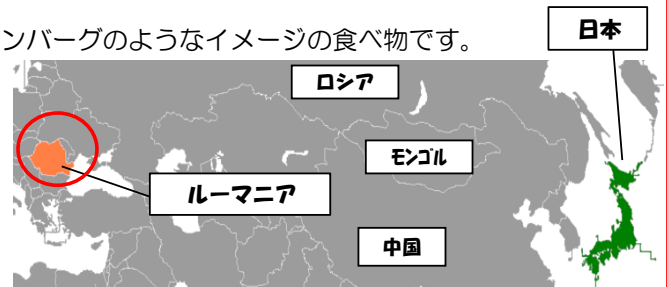 ンバーグのようなイメージの食べ物です。
日本
ロシア
モンゴル
ルーマニア
中国